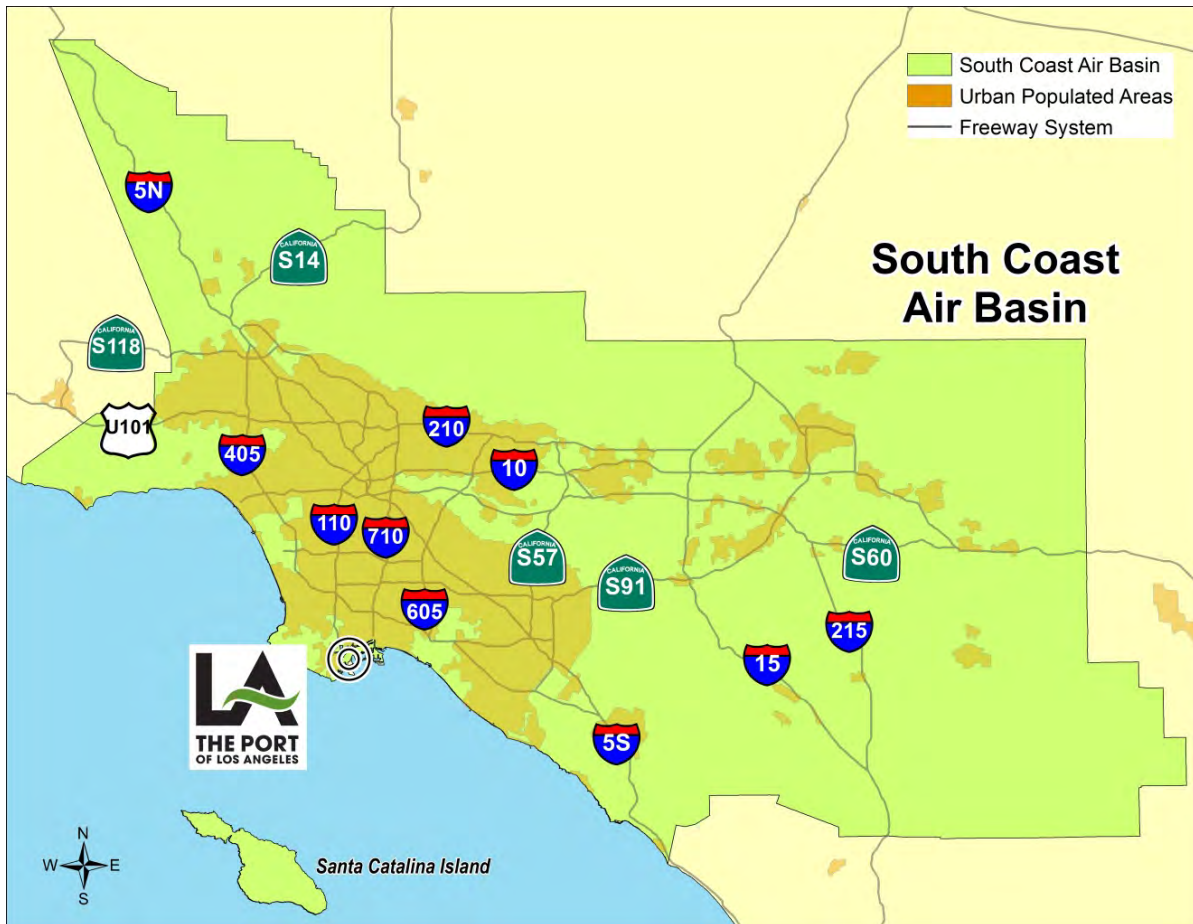 South Coast Air Basin
Urban Populated Areas
Freeway System
South Coast
Air Basin
5N
CALIFORNIA
S14
CALIFORNIA
S118
U101
405
210
10
110
710
CALIFORNIA
S57
CALIFORNIA
S91
CALIFORNIA
S60
605
215
15
5S
LA
THE PORT
OF LOS ANGELES
N
W E
S
Santa Catalina Island